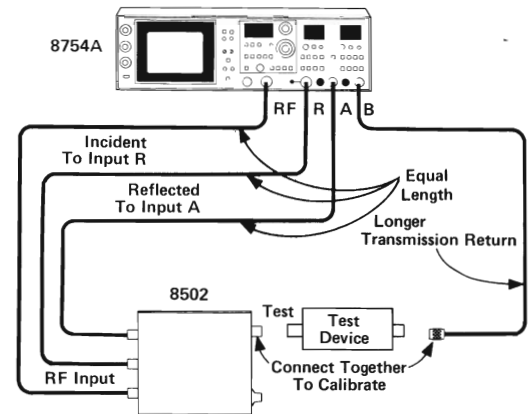 8754A
RF R A B
Incident
To Input R
Reflected
To Input A
Equal
Length
Longer
Transmission Return
8502
Test
Test
Device
Connect Together
To Calibrate
RF Input